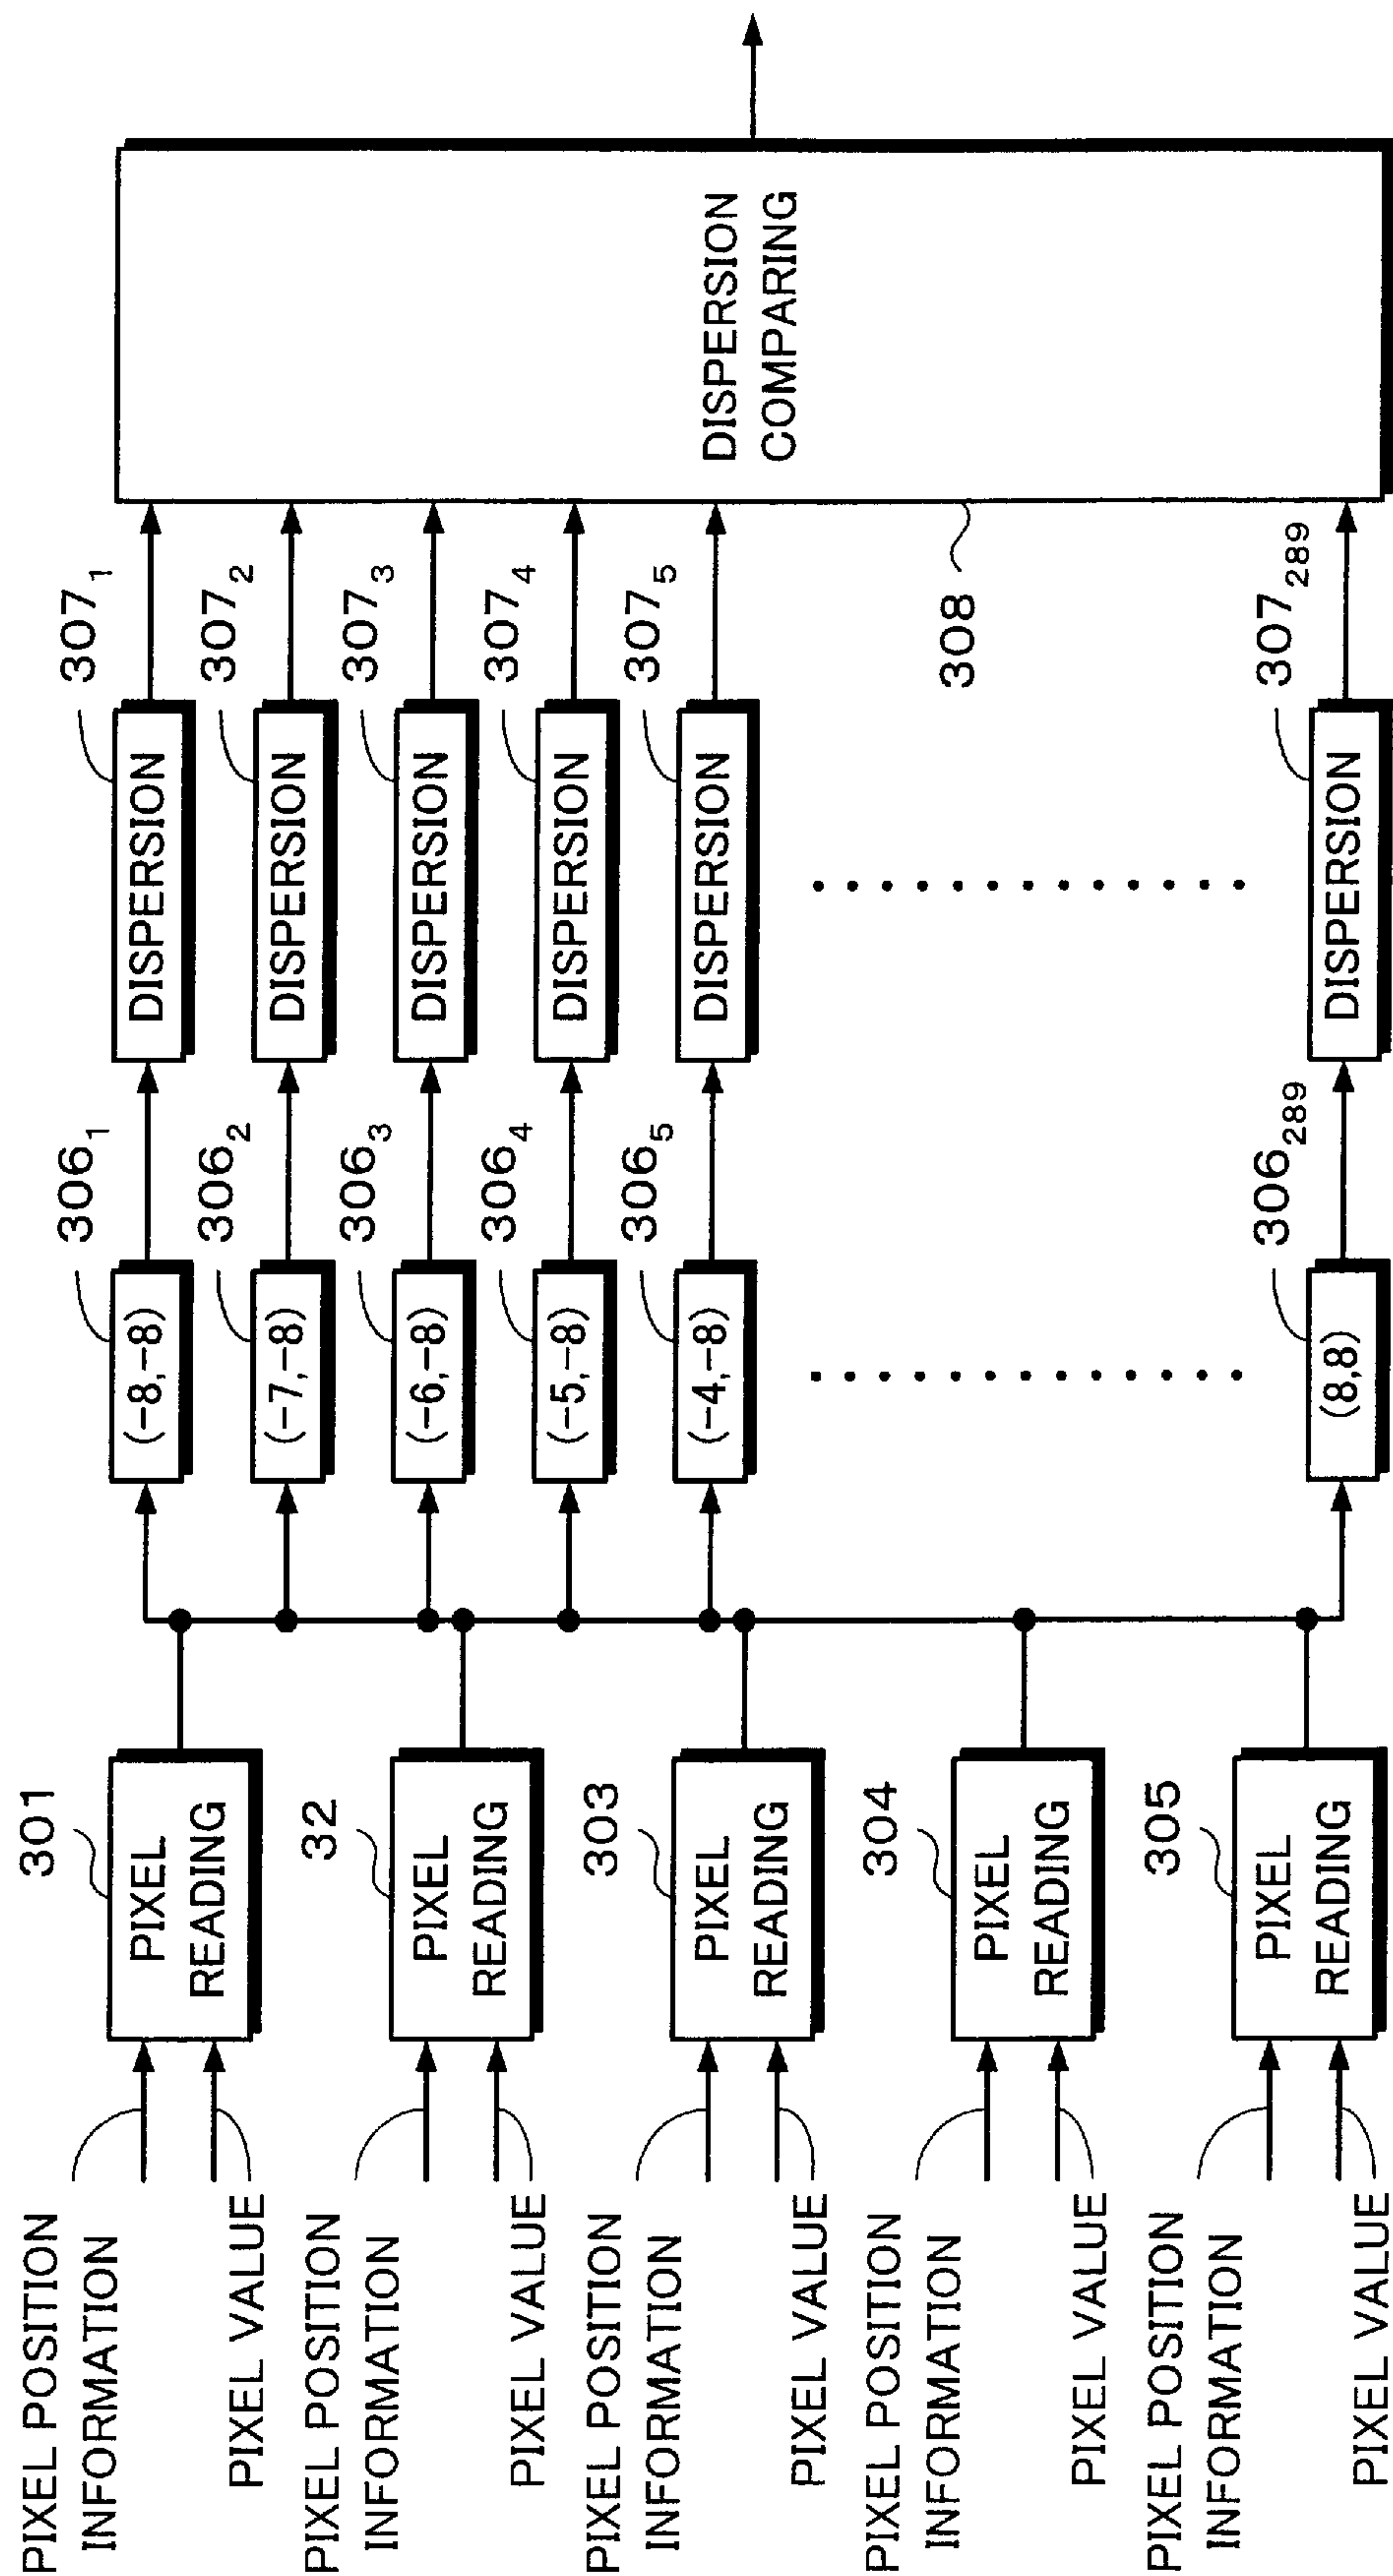 PIXEL POSITION
INFORMATION
PIXEL VALUE
301
PIXEL
READING
PIXEL POSITION
INFORMATION
PIXEL VALUE
32
PIXEL
READING
PIXEL POSITION
INFORMATION
PIXEL VALUE
303
PIXEL
READING
PIXEL POSITION
INFORMATION
PIXEL VALUE
304
PIXEL
READING
PIXEL POSITION
INFORMATION
PIXEL VALUE
305
PIXEL
READING
306₁
(−8,−8)
306₂
(−7,−8)
306₃
(−6,−8)
306₄
(−5,−8)
306₅
(−4,−8)
306₂₈₉
(8,8)
307₁
DISPERSION
307₂
DISPERSION
307₃
DISPERSION
307₄
DISPERSION
307₅
DISPERSION
307₂₈₉
DISPERSION
308
DISPERSION
COMPARING